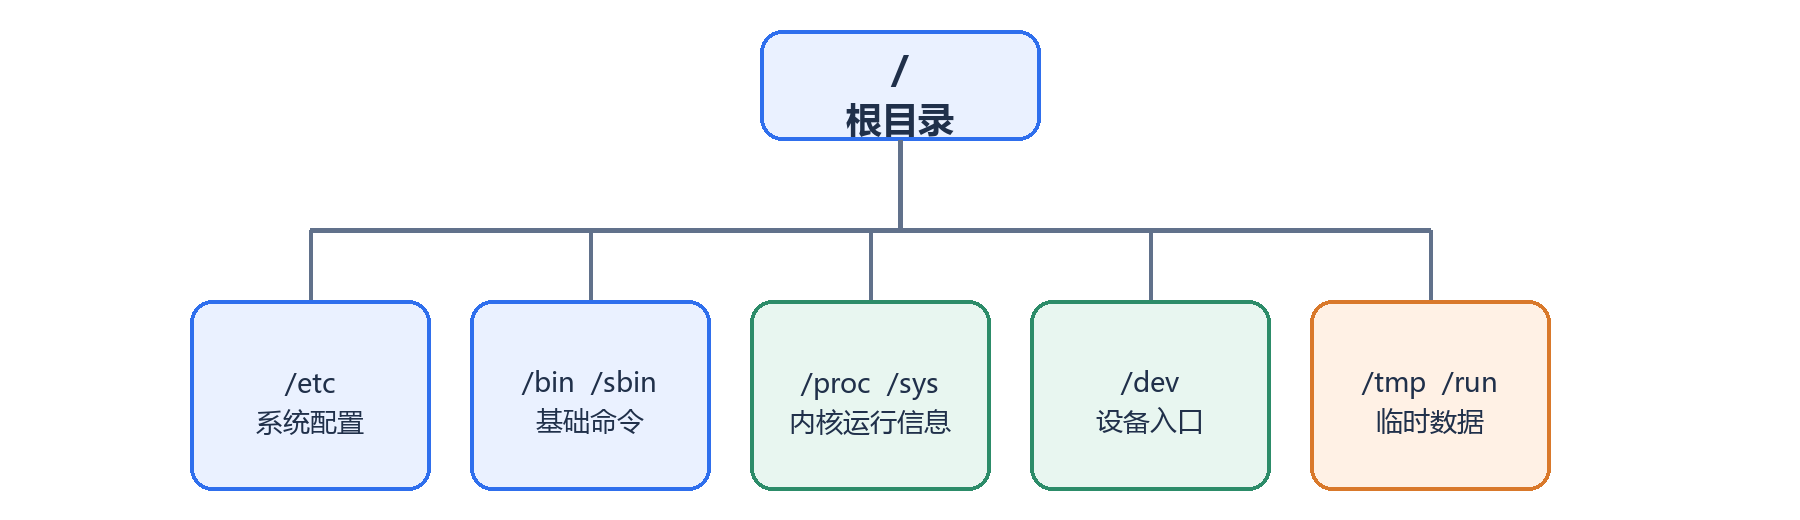 /
根目录
/etc
系统配置
/bin /sbin
基础命令
/proc /sys
内核运行信息
/dev
设备入口
/tmp /run
临时数据